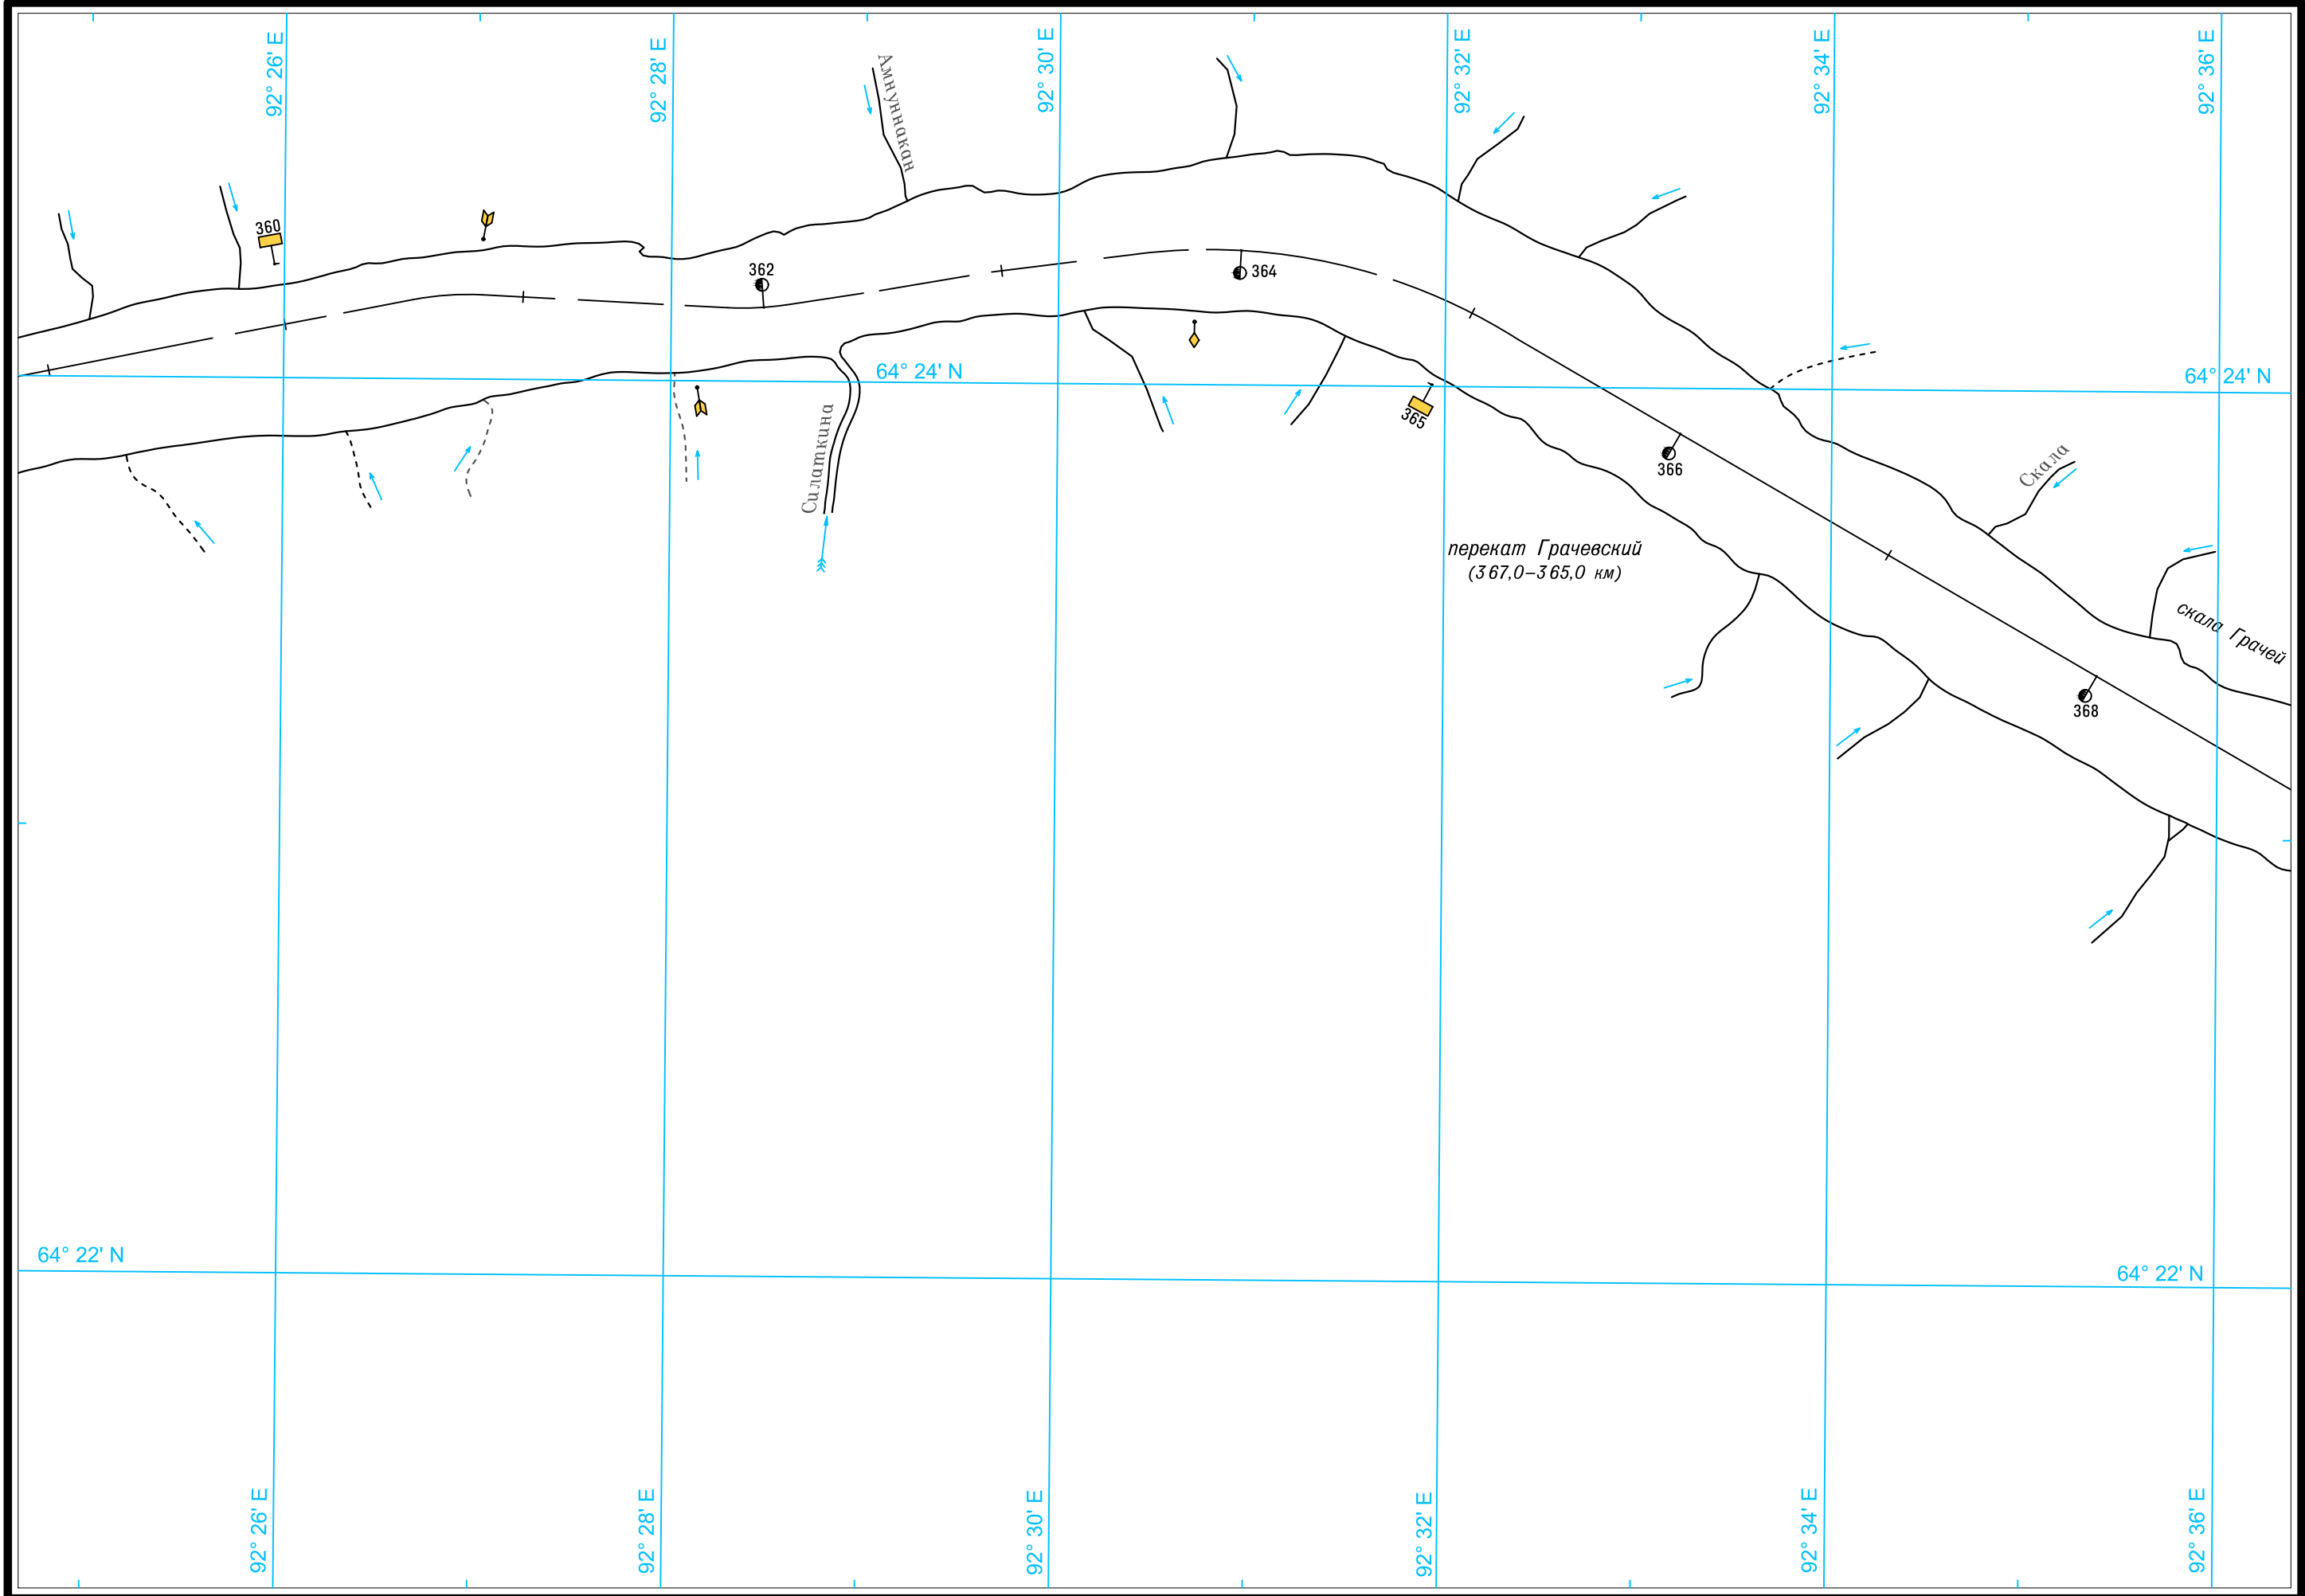 92° 26' E
92° 28' E
92° 30' E
92° 32' E
92° 34' E
92° 36' E
Амнуннакан
360
362
364
64° 24' N
64° 24' N
365
Силаткина
366
Скала
перекат Грачевский
(367,0–365,0 км)
скала Грачей
368
64° 22' N
64° 22' N
92° 26' E
92° 28' E
92° 30' E
92° 32' E
92° 34' E
92° 36' E